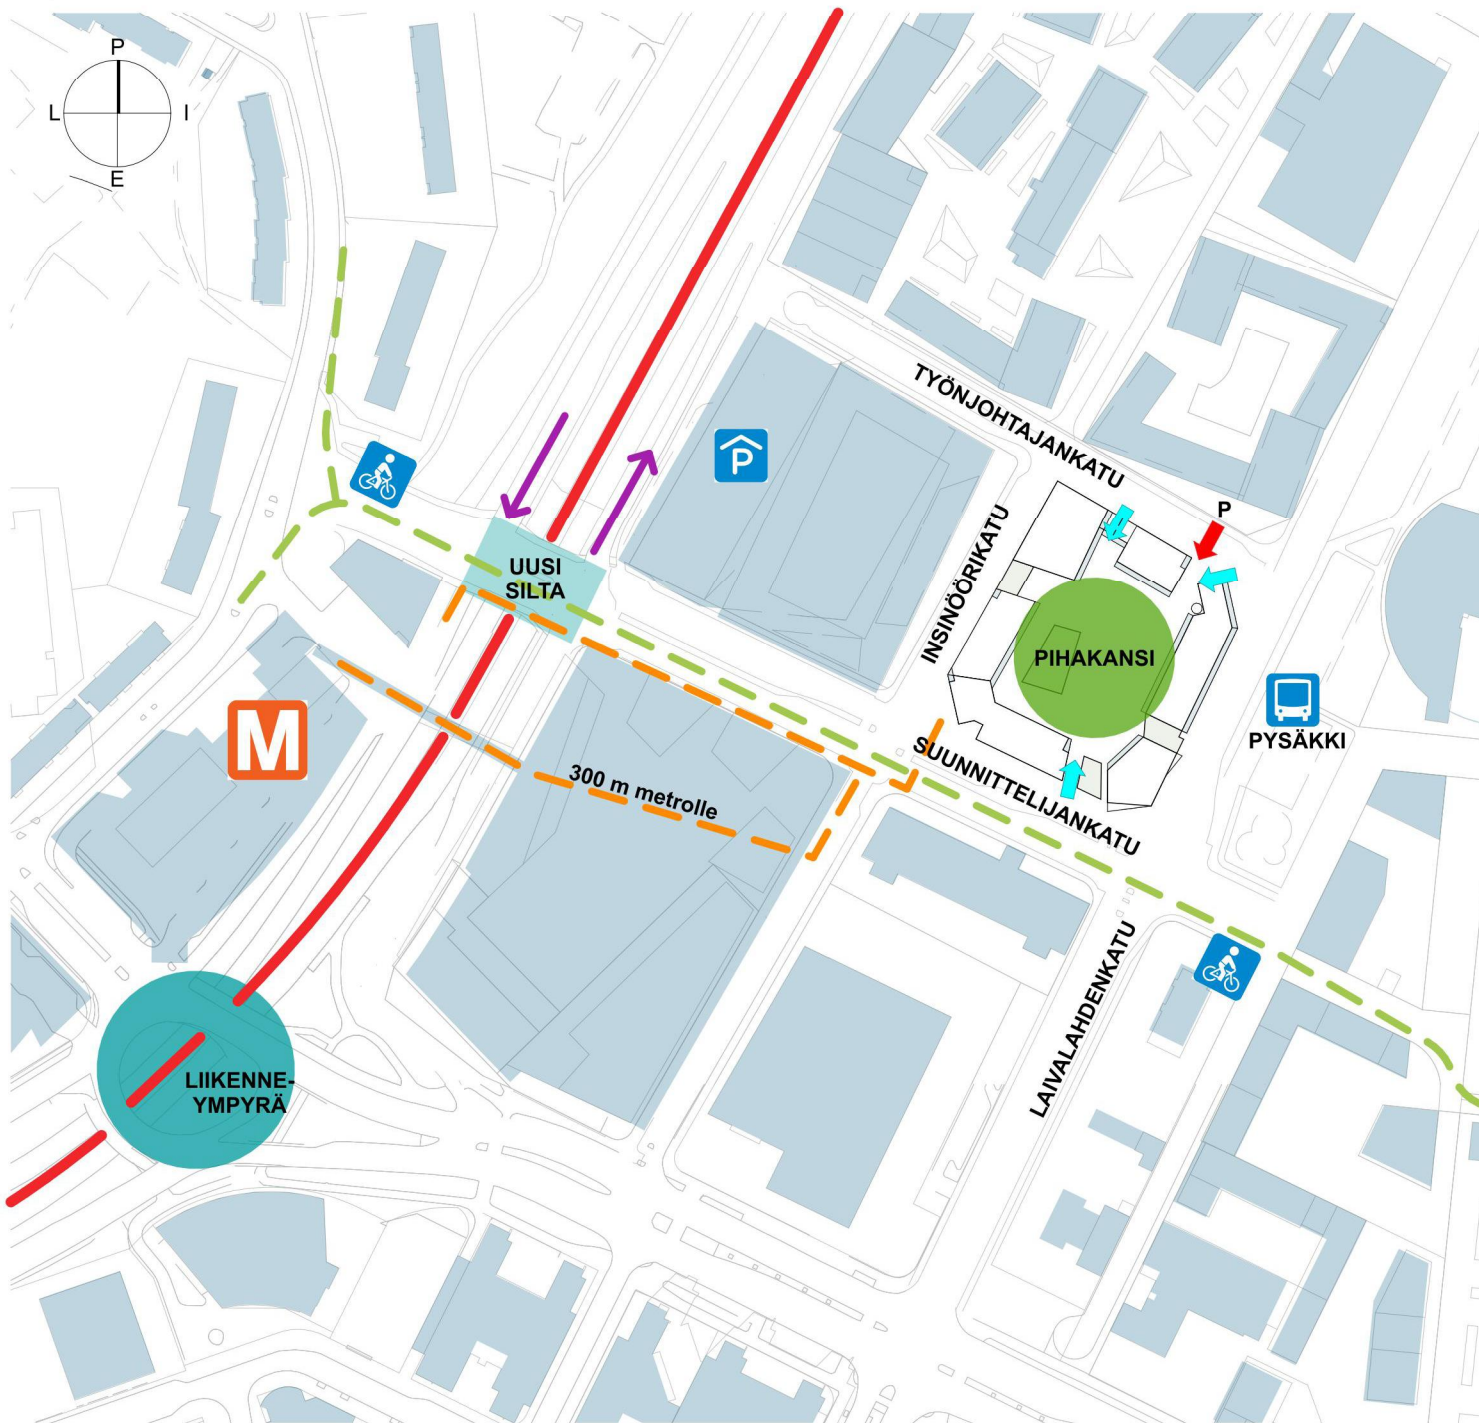 P
L
I
E
TYÖNJOHTAJANKATU
P
P
INSINÖÖRIKATU
UUSI
SILTA
PIHAKANSI
PYSÄKKI
M
SUUNNITTELIJANKATU
300 m metrolle
LAIVALAHDENKATU
LIIKENNE-
YMPYRÄ